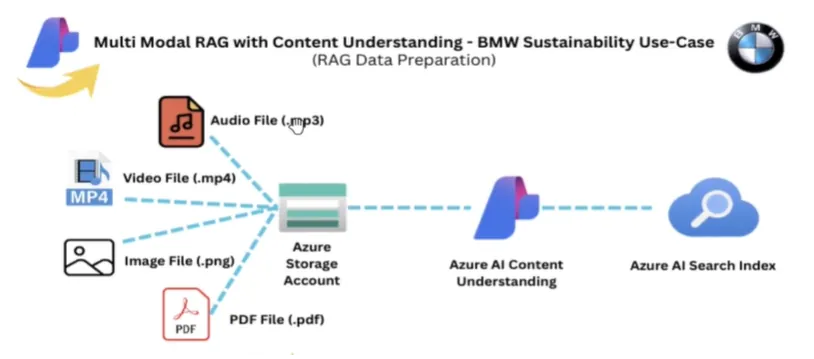 Multi Modal RAG with Content Understanding - BMW Sustainability Use-Case
(RAG Data Preparation)
BMW
Audio File (.mp3)
Video File (.mp4)
MP4
Image File (.png)
PDF
PDF File (.pdf)
Azure
Storage
Account
Azure AI Content
Understanding
Azure AI Search Index